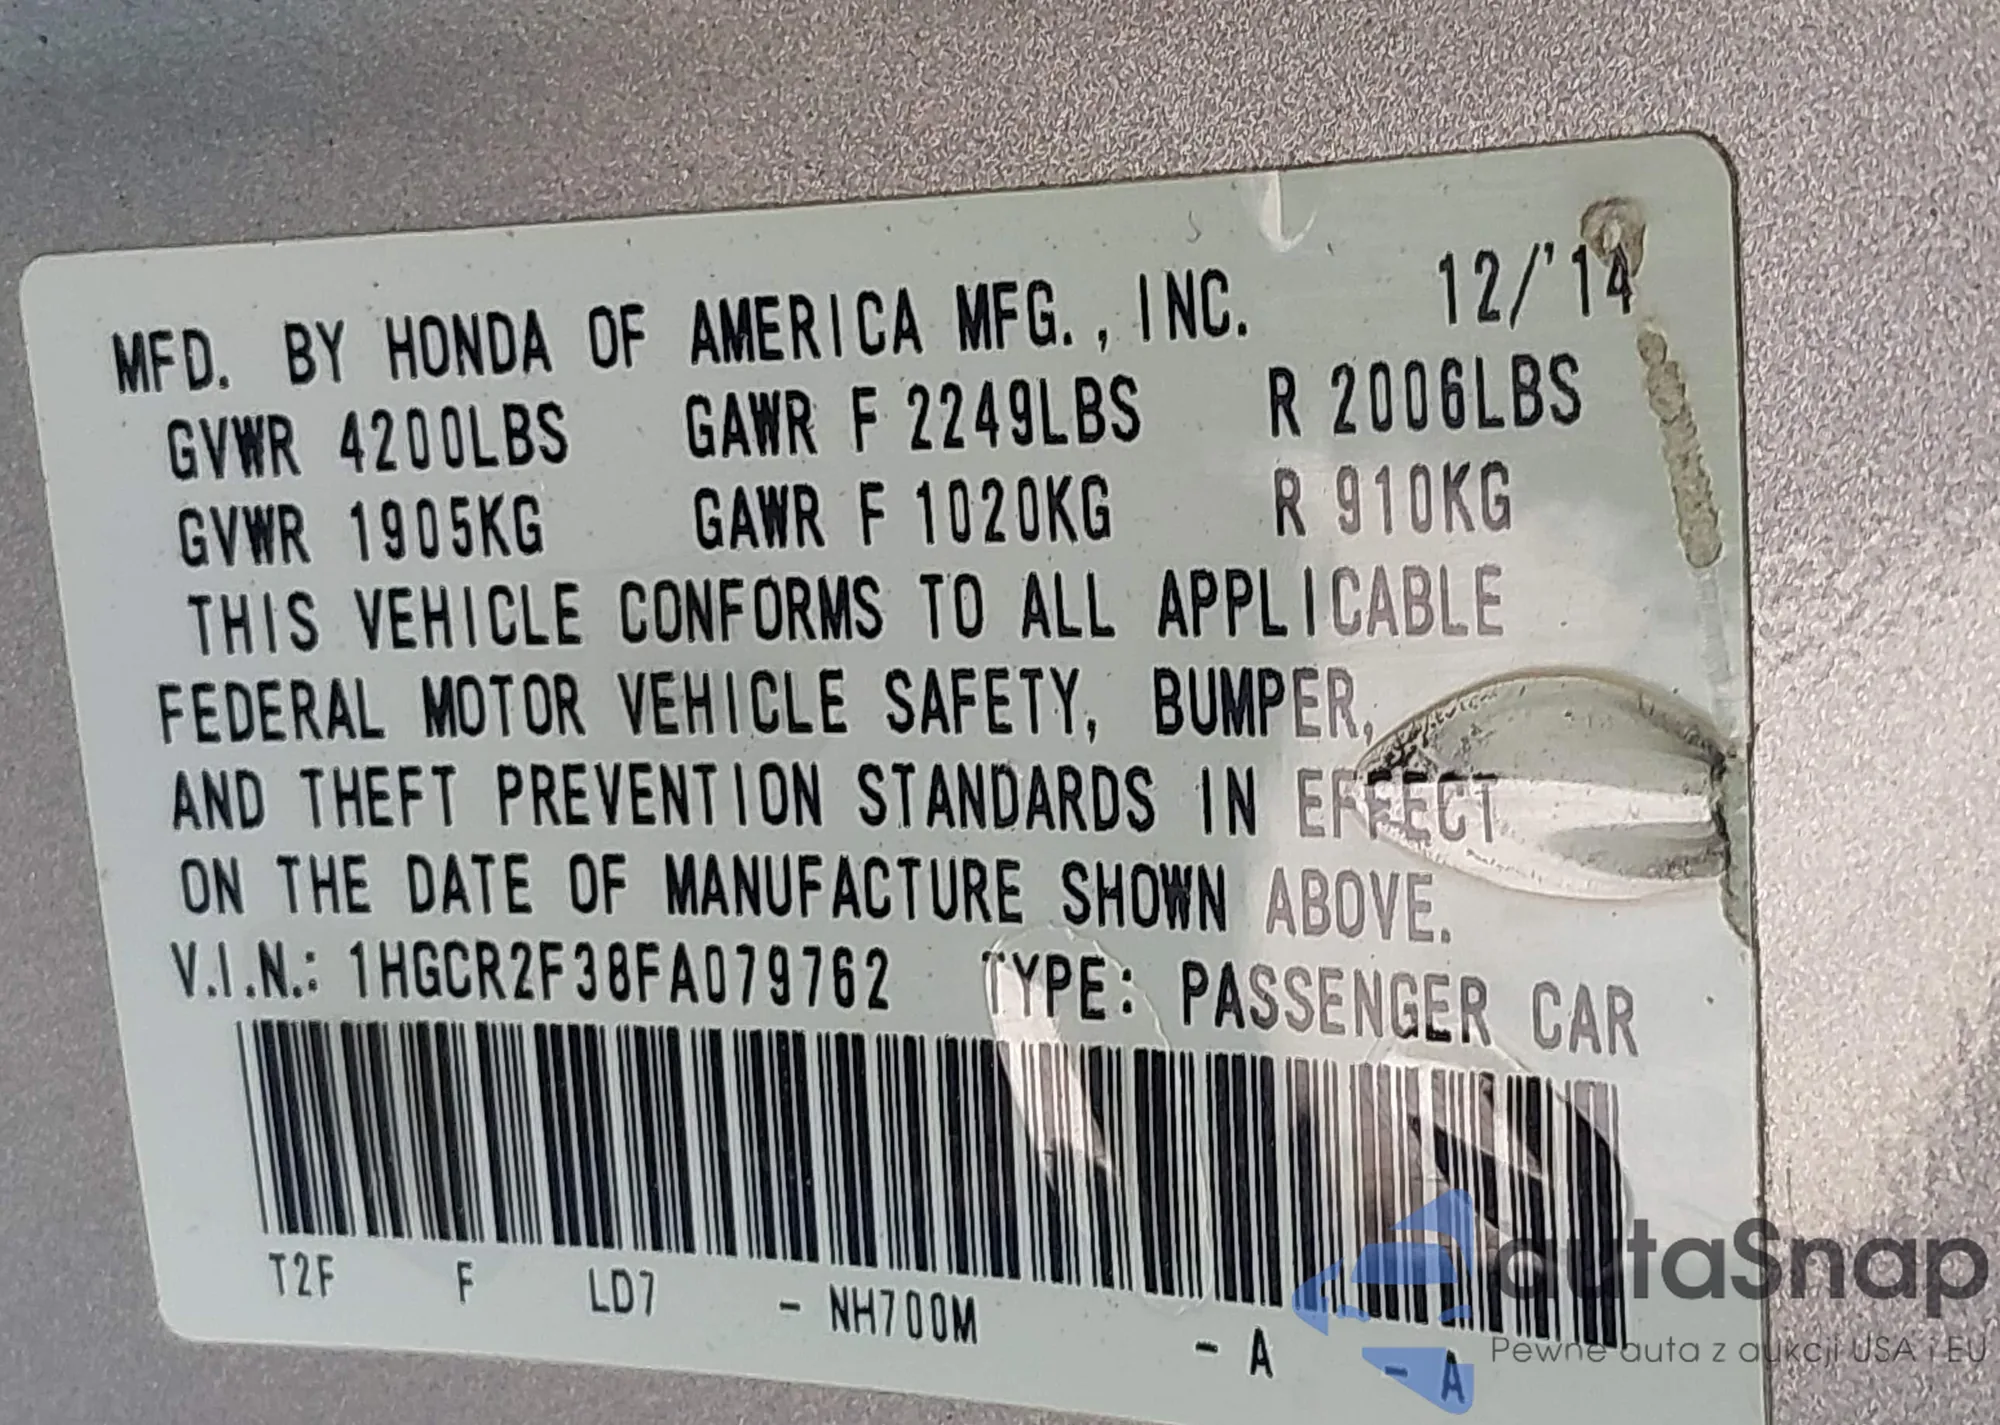 MFD. BY HONDA OF AMERICA MFG., INC. 12/'14
GVWR 4200LBS GAWR F 2249LBS R 2006LBS
GVWR 1905KG GAWR F 1020KG R 910KG
THIS VEHICLE CONFORMS TO ALL APPLICABLE
FEDERAL MOTOR VEHICLE SAFETY, BUMPER,
AND THEFT PREVENTION STANDARDS IN EFFECT
ON THE DATE OF MANUFACTURE SHOWN ABOVE.
V.I.N.: 1HGCR2F38FA079762 TYPE: PASSENGER CAR
T2F F LD7 - NH700M - A - A
autaSnap
Pewne auta z aukcji USA i EU